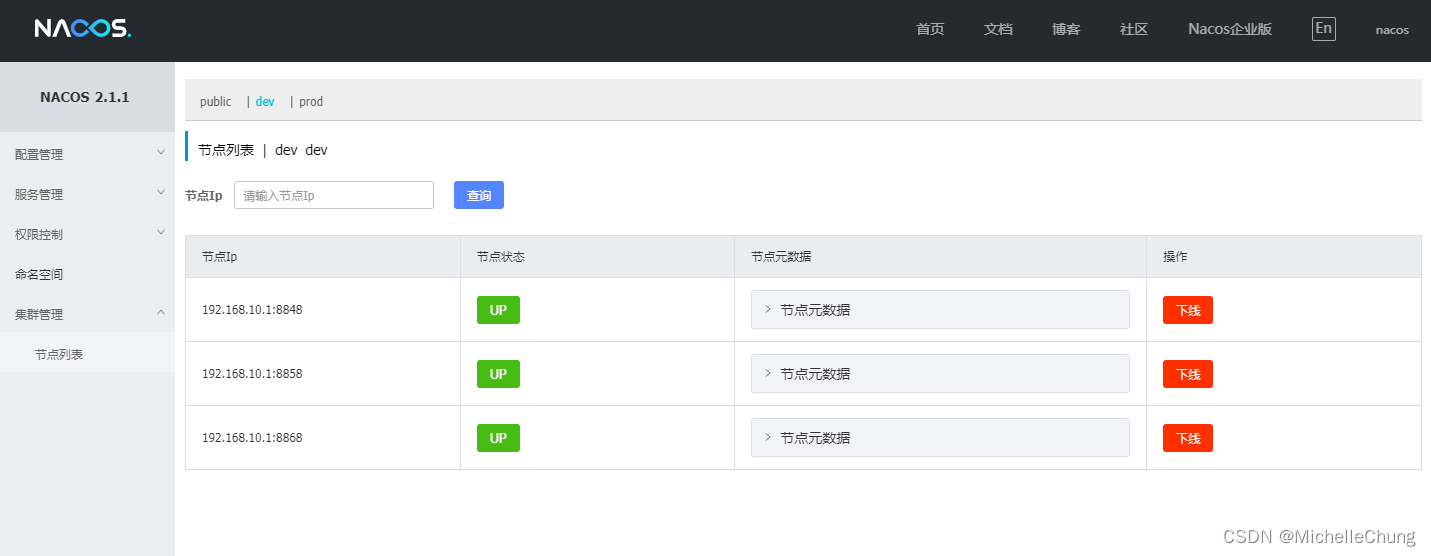 NACOS. 首页 文档 博客 社区 Nacos企业版 En nacos
NACOS 2.1.1
配置管理
服务管理
权限控制
命名空间
集群管理
节点列表
public | dev | prod
节点列表 | dev dev
节点Ip 请输入节点Ip 查询
节点Ip 节点状态 节点元数据 操作
192.168.10.1:8848 UP 节点元数据 下线
192.168.10.1:8858 UP 节点元数据 下线
192.168.10.1:8868 UP 节点元数据 下线
CSDN @MichelleChung